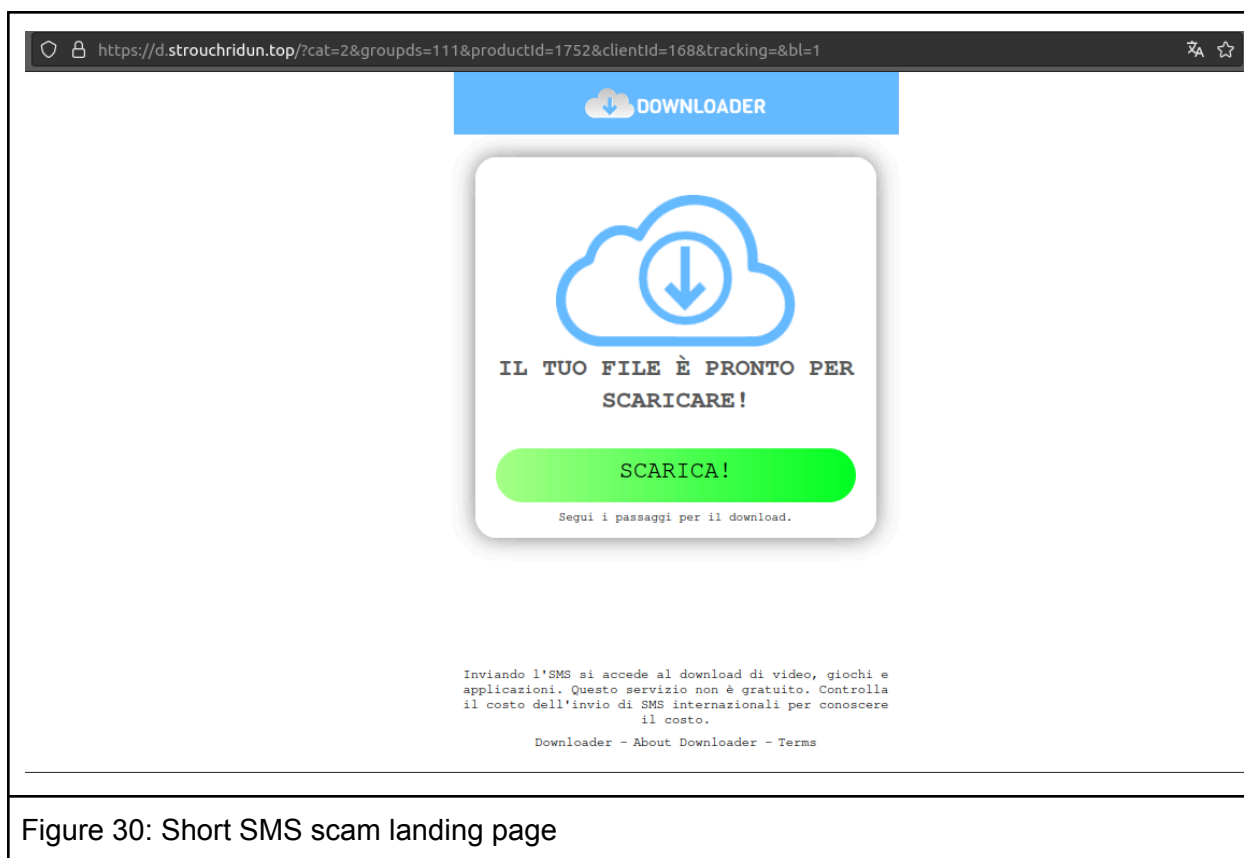 https://d.strouchridun.top/?cat=2&groupds=111&productId=1752&clientId=168&tracking=&bl=1
DOWNLOADER
IL TUO FILE È PRONTO PER
SCARICARE!
SCARICA!
Segui i passaggi per il download.
Inviando l'SMS si accede al download di video, giochi e
applicazioni. Questo servizio non è gratuito. Controlla
il costo dell'invio di SMS internazionali per conoscere
il costo.
Downloader - About Downloader - Terms
Figure 30: Short SMS scam landing page